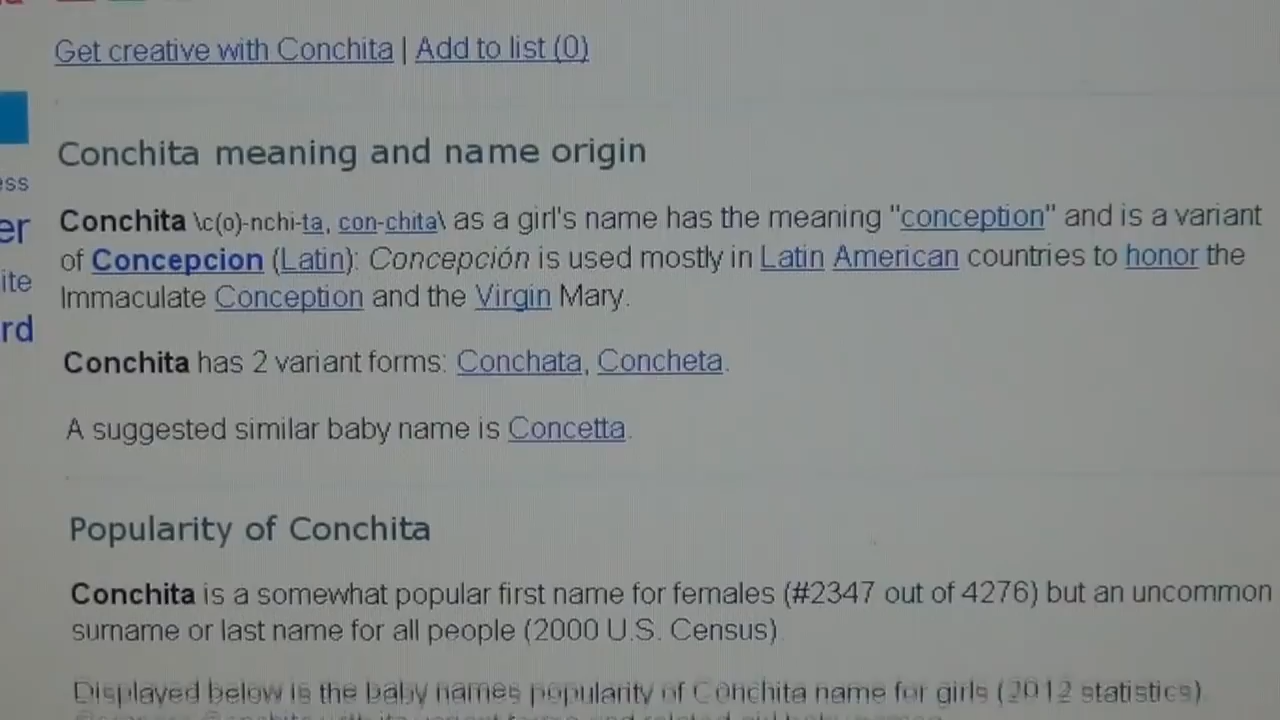 Get creative with Conchita | Add to list (0)
Conchita meaning and name origin
ess
Conchita \c(o)-nchi-ta, con-chita\ as a girl's name has the meaning "conception" and is a variant
er
of Concepcion (Latin): Concepción is used mostly in Latin American countries to honor the
ite
Immaculate Conception and the Virgin Mary.
rd
Conchita has 2 variant forms: Conchata, Concheta.
A suggested similar baby name is Concetta.
Popularity of Conchita
Conchita is a somewhat popular first name for females (#2347 out of 4276) but an uncommon
surname or last name for all people (2000 U.S. Census)
Displayed below is the baby names popularity of Conchita name for girls (2012 statistics).